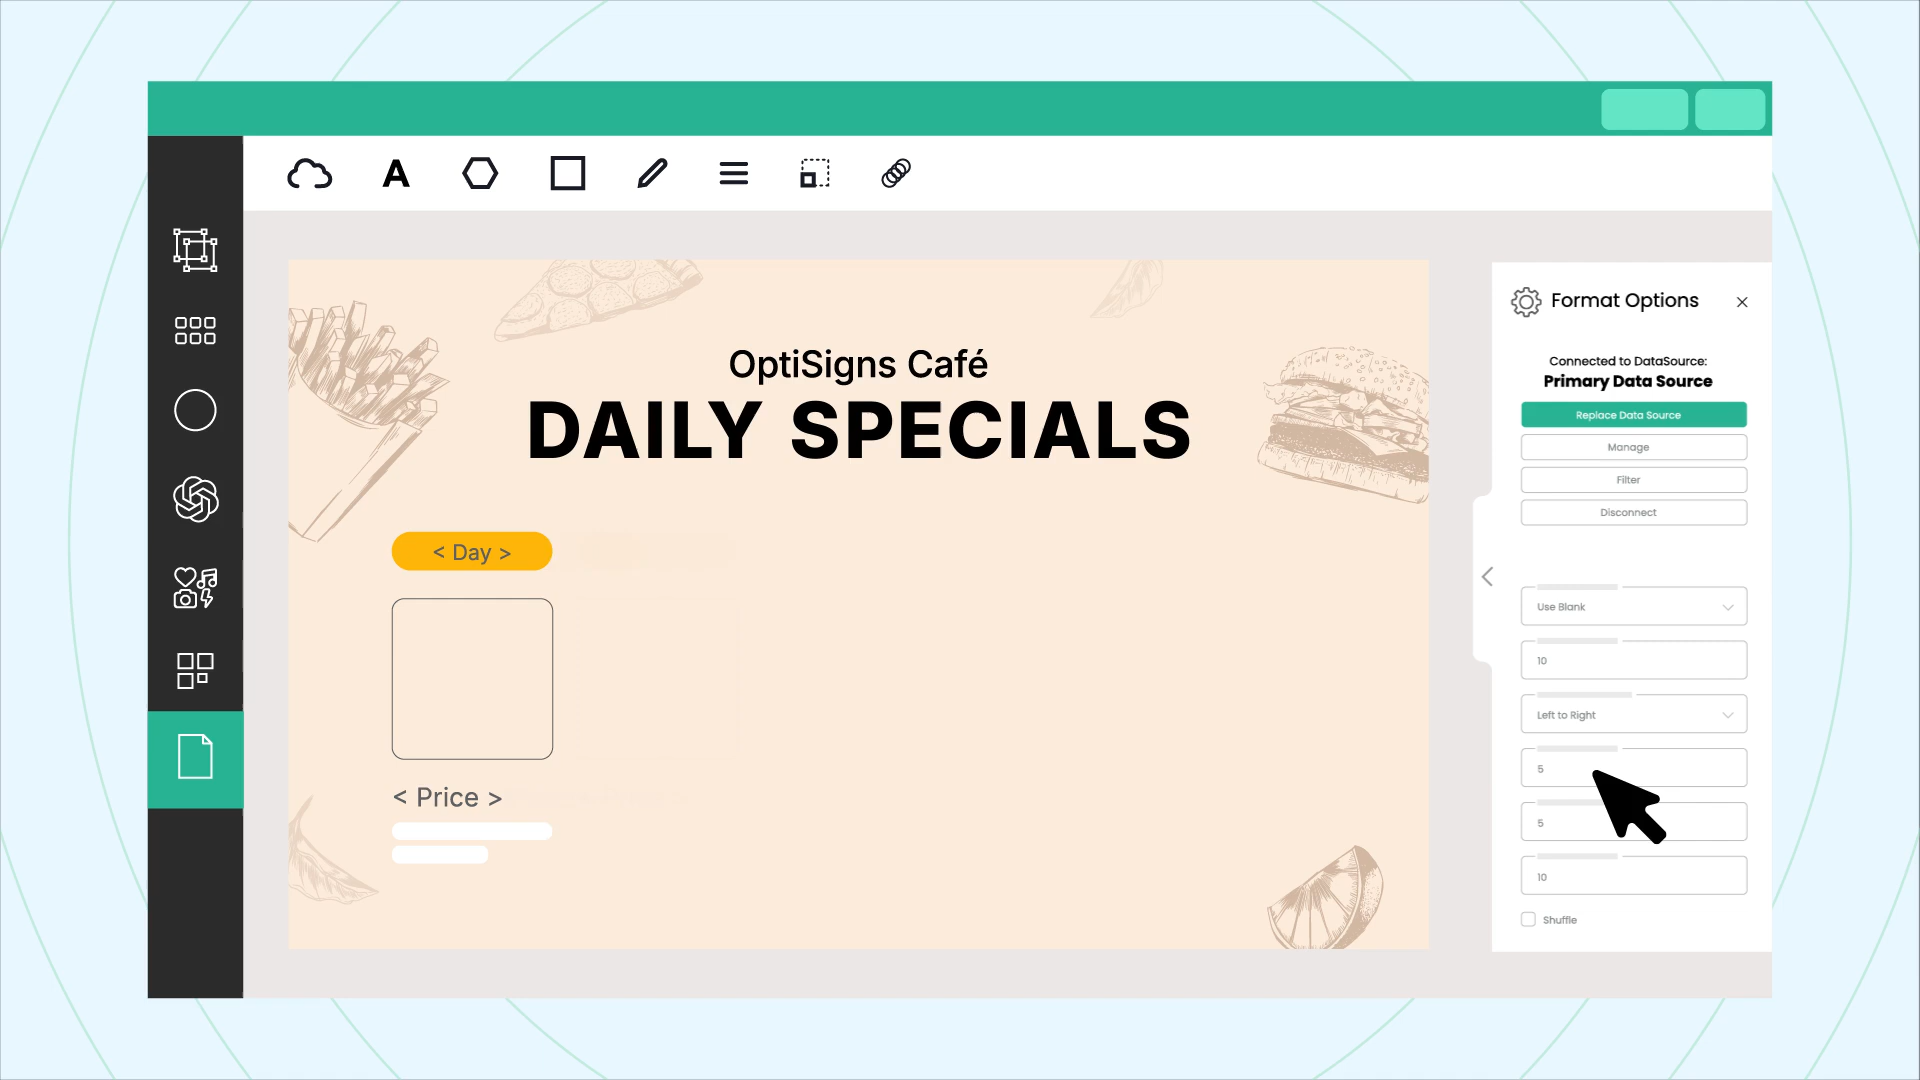 A
OptiSigns Café
DAILY SPECIALS
< Day >
< Price >
Format Options
Connected to DataSource:
Primary Data Source
Replace Data Source
Manage
Filter
Disconnect
Use Blank
10
Left to Right
5
5
10
Shuffle